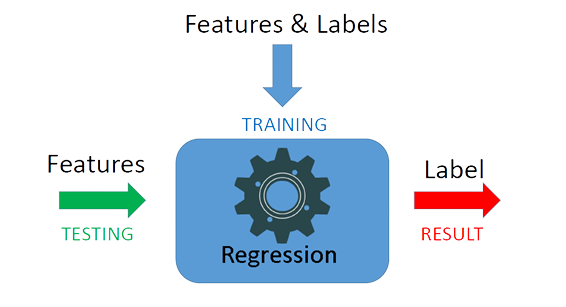 Features & Labels
TRAINING
Features
TESTING
Regression
Label
RESULT